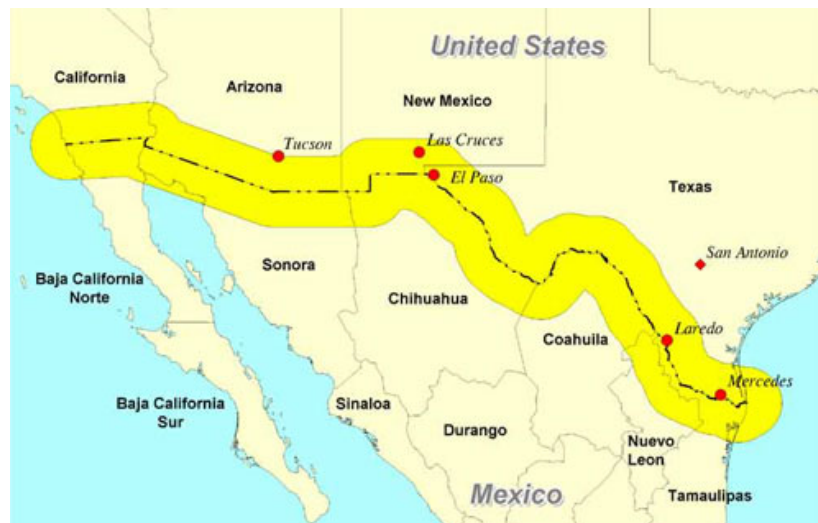 United States
California
Arizona
New Mexico
Las Cruces
Tucson
El Paso
Texas
San Antonio
Sonora
Baja California
Norte
Chihuahua
Laredo
Coahuila
Mercedes
Baja California
Sur
Sinaloa
Durango
Nuevo
Leon
Mexico
Tamaulipas